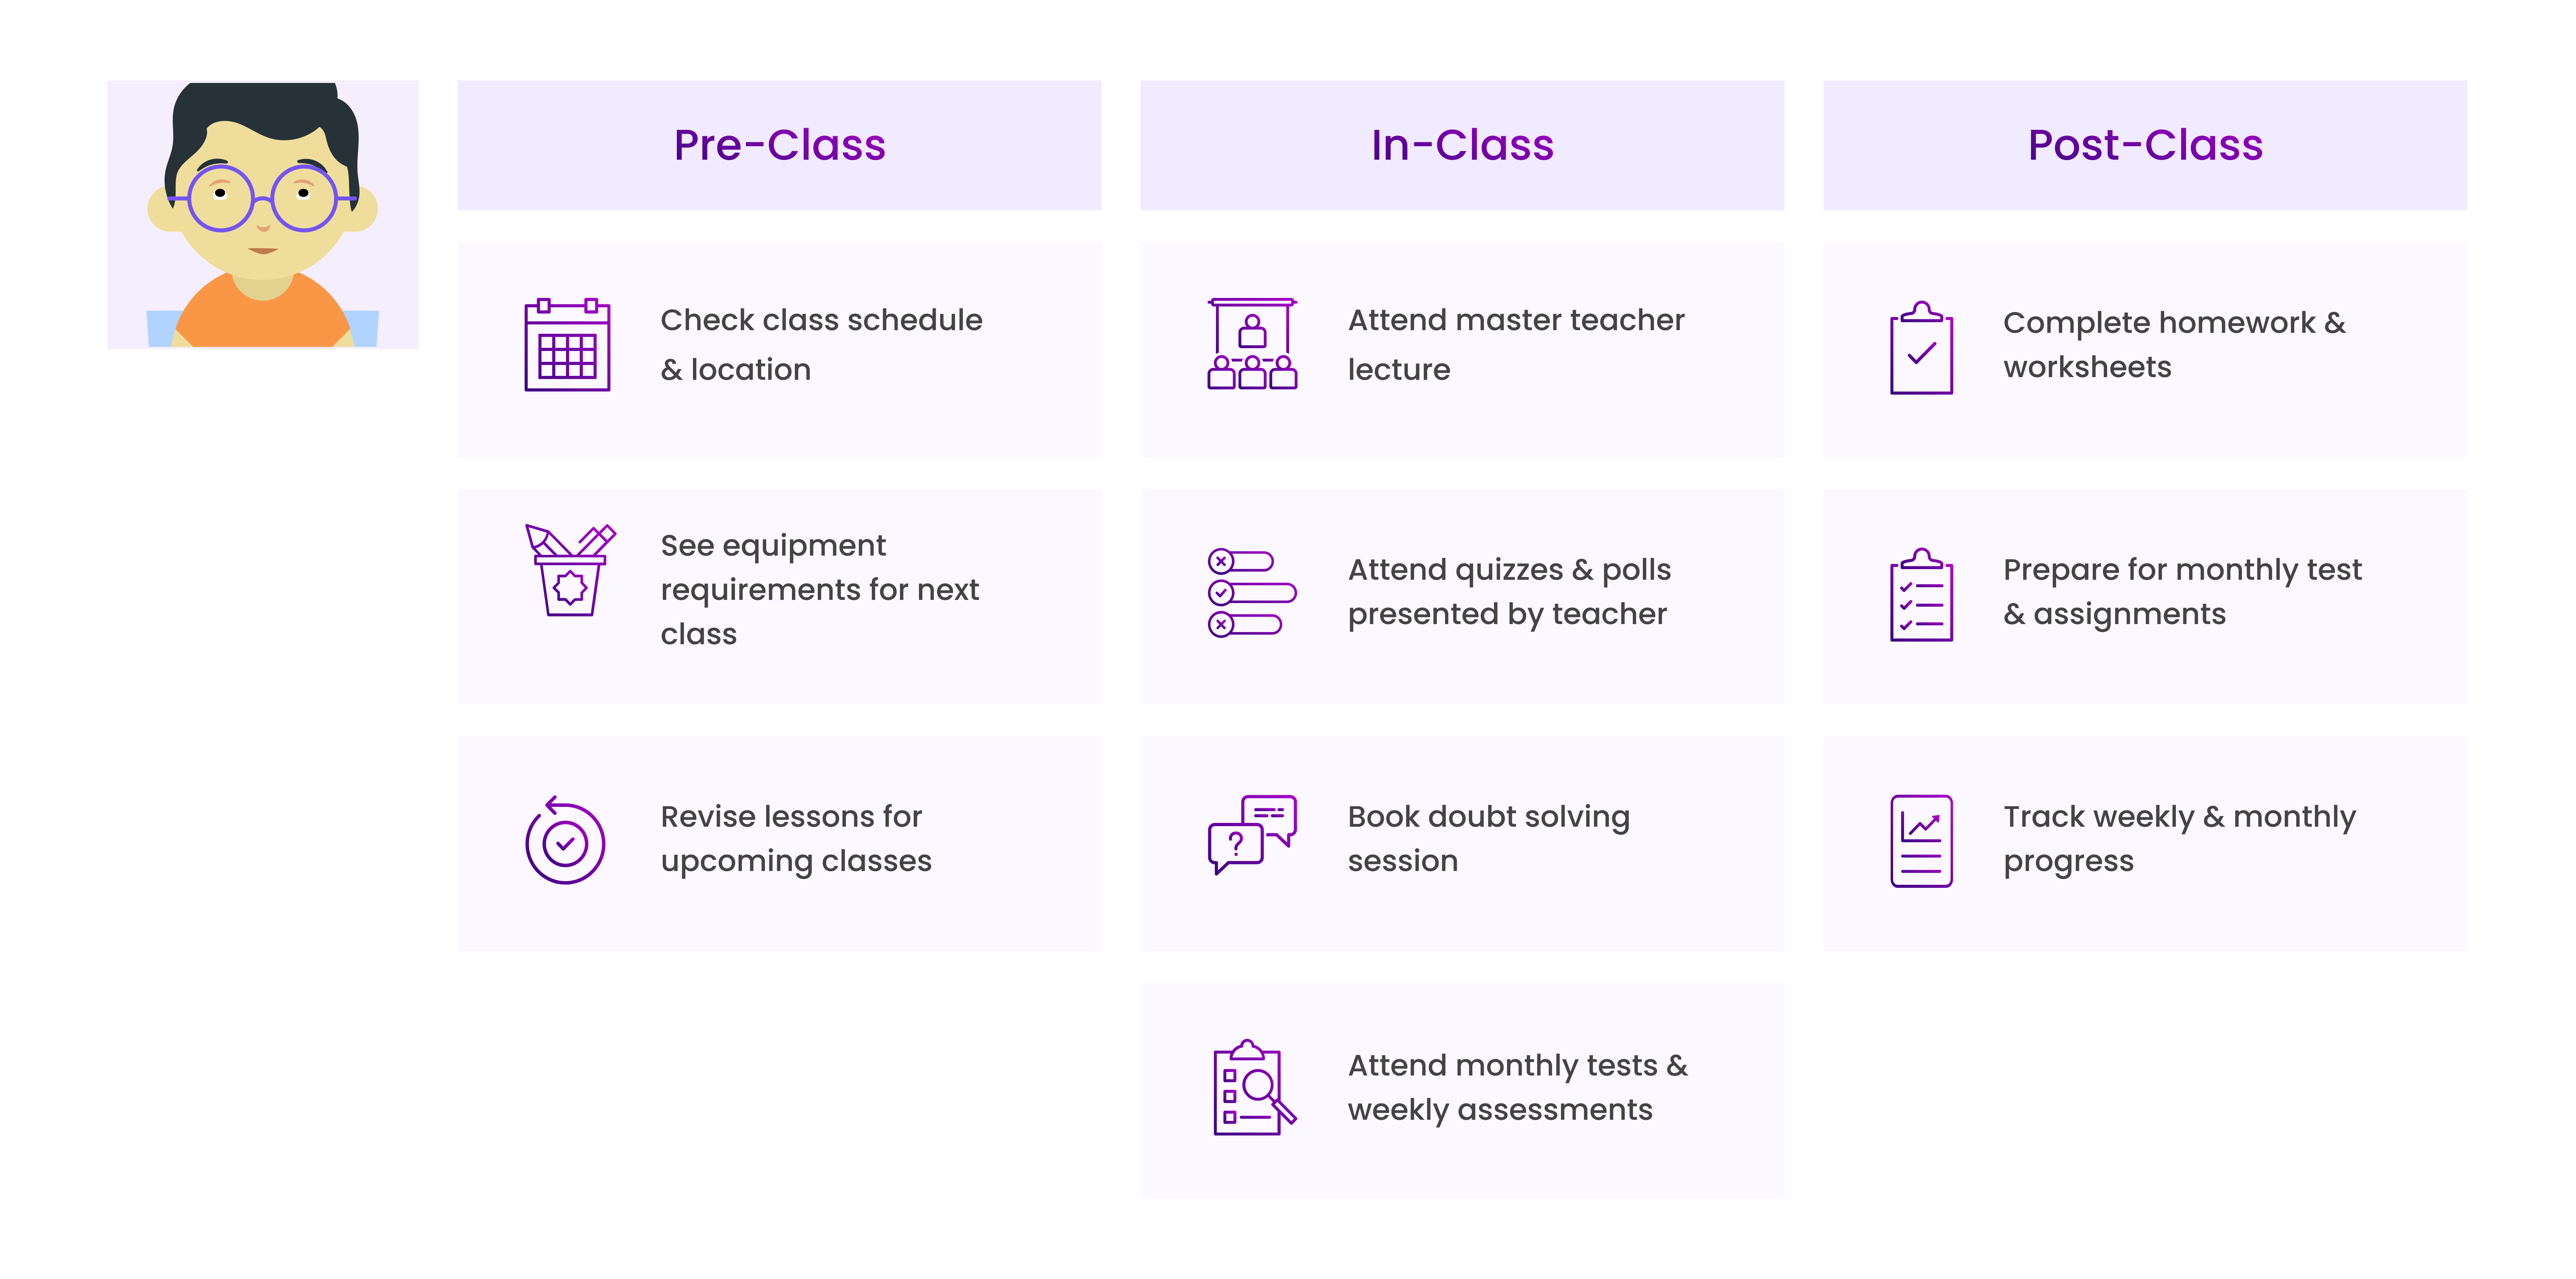 Pre-Class
Check class schedule
& location
See equipment
requirements for next
class
Revise lessons for
upcoming classes
In-Class
Attend master teacher
lecture
Attend quizzes & polls
presented by teacher
Book doubt solving
session
Attend monthly tests &
weekly assessments
Post-Class
Complete homework &
worksheets
Prepare for monthly test
& assignments
Track weekly & monthly
progress